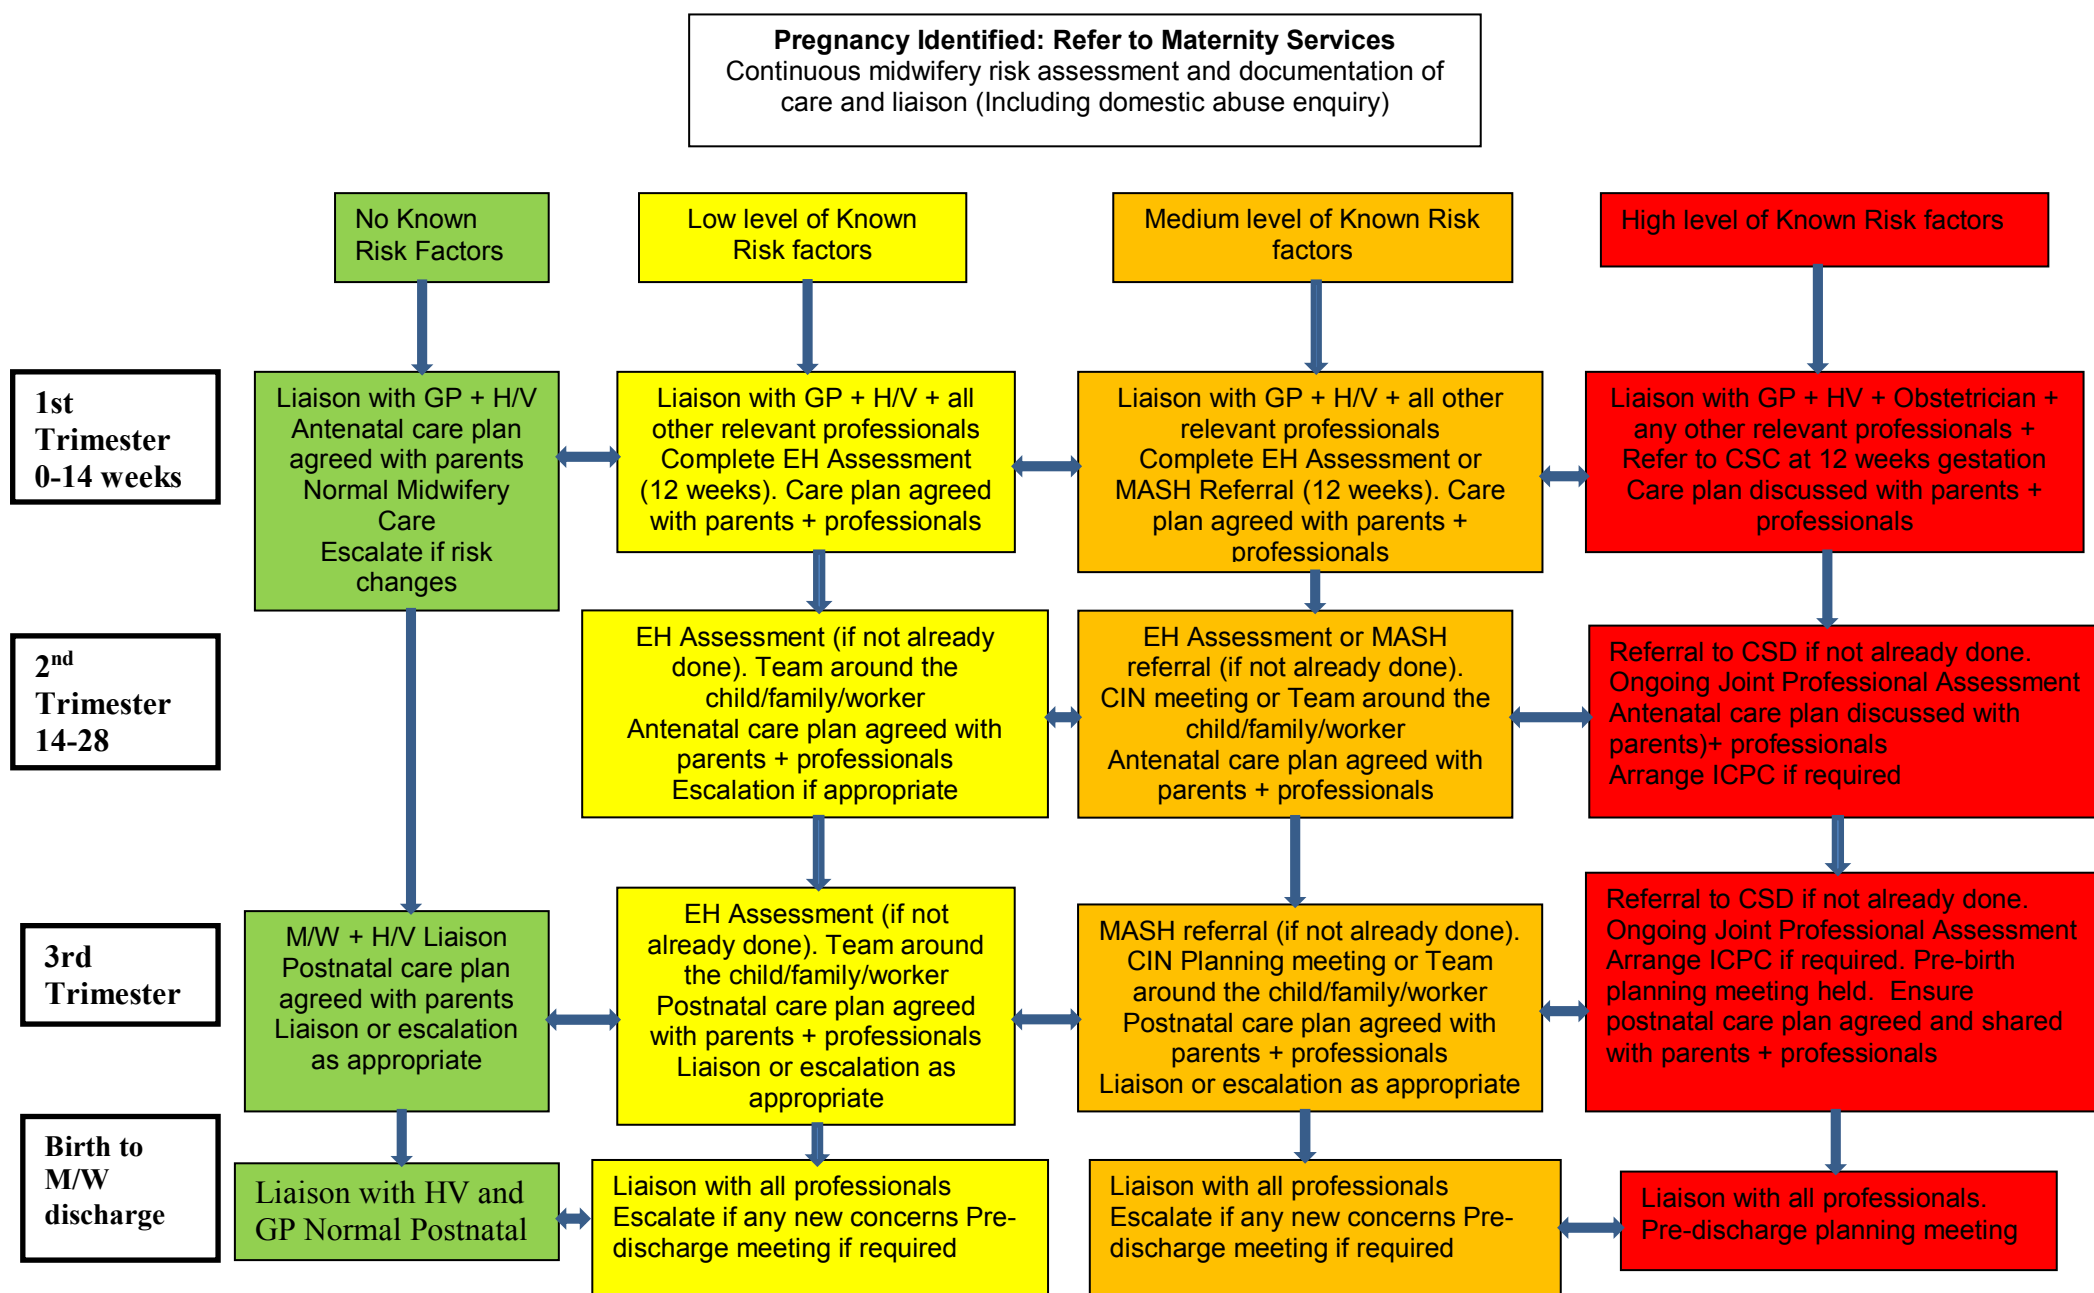 Pregnancy Identified: Refer to Maternity Services
Continuous midwifery risk assessment and documentation of
care and liaison (Including domestic abuse enquiry)
No Known
Risk Factors
Low level of Known
Risk factors
Medium level of Known Risk
factors
High level of Known Risk factors
1st
Trimester
0-14 weeks
Liaison with GP + H/V
Antenatal care plan
agreed with parents
Normal Midwifery
Care
Escalate if risk
changes
Liaison with GP + H/V + all
other relevant professionals
Complete EH Assessment
(12 weeks). Care plan agreed
with parents + professionals
Liaison with GP + H/V + all other
relevant professionals
Complete EH Assessment or
MASH Referral (12 weeks). Care
plan agreed with parents +
professionals
Liaison with GP + HV + Obstetrician +
any other relevant professionals +
Refer to CSC at 12 weeks gestation
Care plan discussed with parents +
professionals
2nd
Trimester
14-28
EH Assessment (if not already
done). Team around the
child/family/worker
Antenatal care plan agreed with
parents + professionals
Escalation if appropriate
EH Assessment or MASH
referral (if not already done).
CIN meeting or Team around the
child/family/worker
Antenatal care plan agreed with
parents + professionals
Referral to CSD if not already done.
Ongoing Joint Professional Assessment
Antenatal care plan discussed with
parents)+ professionals
Arrange ICPC if required
3rd
Trimester
M/W + H/V Liaison
Postnatal care plan
agreed with parents
Liaison or escalation
as appropriate
EH Assessment (if not
already done). Team around
the child/family/worker
Postnatal care plan agreed
with parents + professionals
Liaison or escalation as
appropriate
MASH referral (if not already done).
CIN Planning meeting or Team
around the child/family/worker
Postnatal care plan agreed with
parents + professionals
Liaison or escalation as appropriate
Referral to CSD if not already done.
Ongoing Joint Professional Assessment
Arrange ICPC if required. Pre-birth
planning meeting held.  Ensure
postnatal care plan agreed and shared
with parents + professionals
Birth to
M/W
discharge
Liaison with HV and
GP Normal Postnatal
Liaison with all professionals
Escalate if any new concerns Pre-
discharge meeting if required
Liaison with all professionals
Escalate if any new concerns Pre-
discharge meeting if required
Liaison with all professionals.
Pre-discharge planning meeting